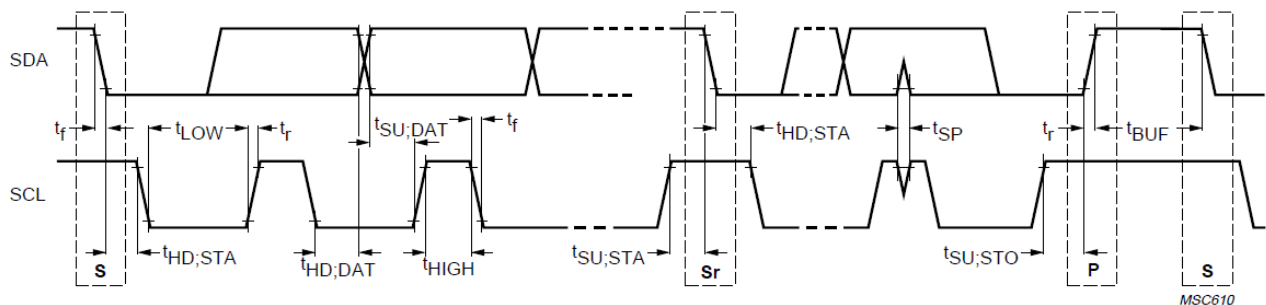 SDA
t_f
t_LOW
t_r
t_SU;DAT
t_f
t_HD;STA
t_SP
t_r
t_BUF
SCL
S
t_HD;STA
t_HD;DAT
t_HIGH
t_SU;STA
Sr
t_SU;STO
P
S
MSC610